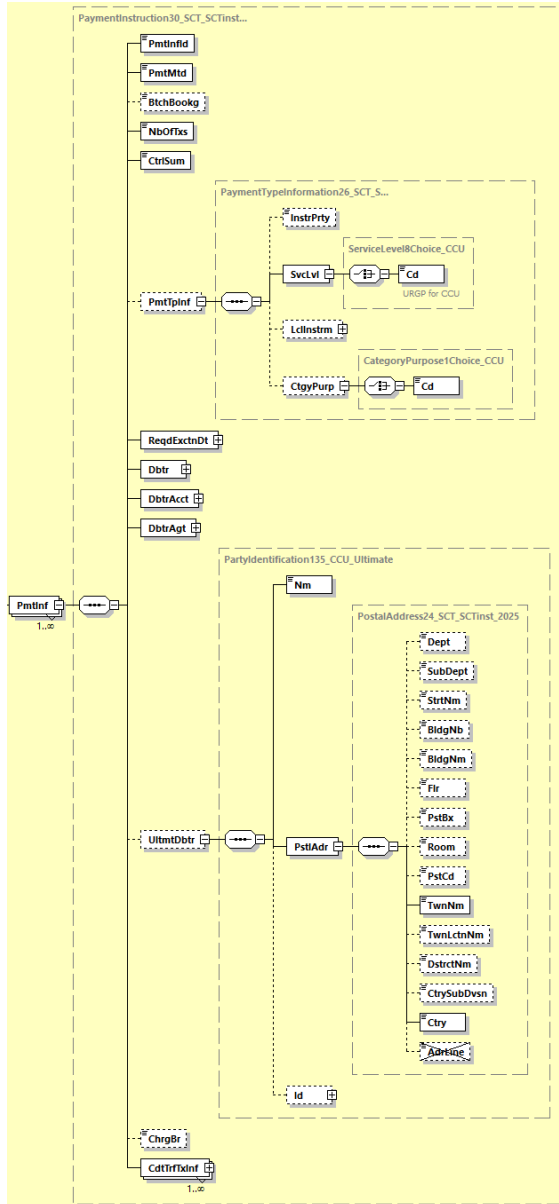 PaymentInstruction30_SCT_SCTinst...
PmtInfId
PmtMtd
BtchBookg
NbOfTxs
CtrlSum
PaymentTypeInformation26_SCT_S...
InstrPrty
ServiceLevel8Choice_CCU
SvcLvl
Cd
URGP for CCU
PmtTpInf
LclInstrm
CategoryPurpose1Choice_CCU
CtgyPurp
Cd
ReqdExctnDt
Dbtr
DbtrAcct
DbtrAgt
PartyIdentification135_CCU_Ultimate
Nm
PmtInf
1..∞
PostalAddress24_SCT_SCTinst_2025
Dept
SubDept
StrtNm
BldgNb
BldgNm
Flr
PstBx
UltmtDbtr
PstlAdr
Room
PstCd
TwnNm
TwnLctnNm
DstrctNm
CtrySubDvsn
Ctry
AdrLine
Id
ChrgBr
CdtTrfTxInf
1..∞